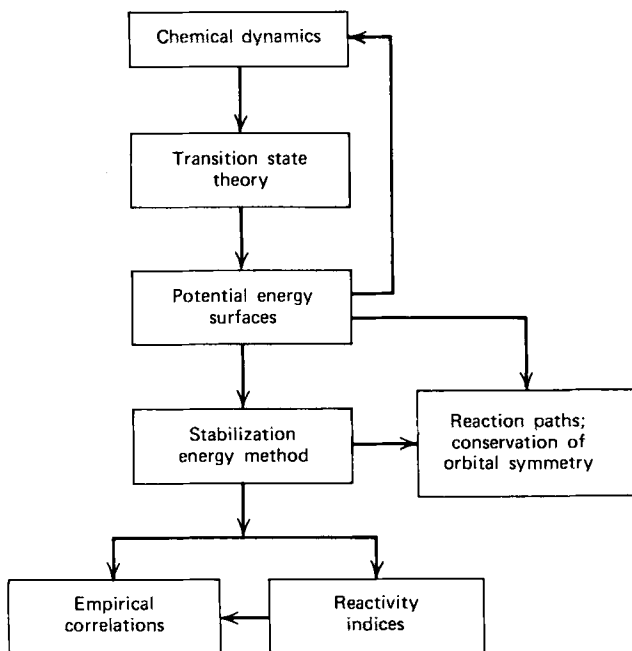 Chemical dynamics
Transition state
theory
Potential energy
surfaces
Stabilization
energy method
Reaction paths;
conservation of
orbital symmetry
Empirical
correlations
Reactivity
indices